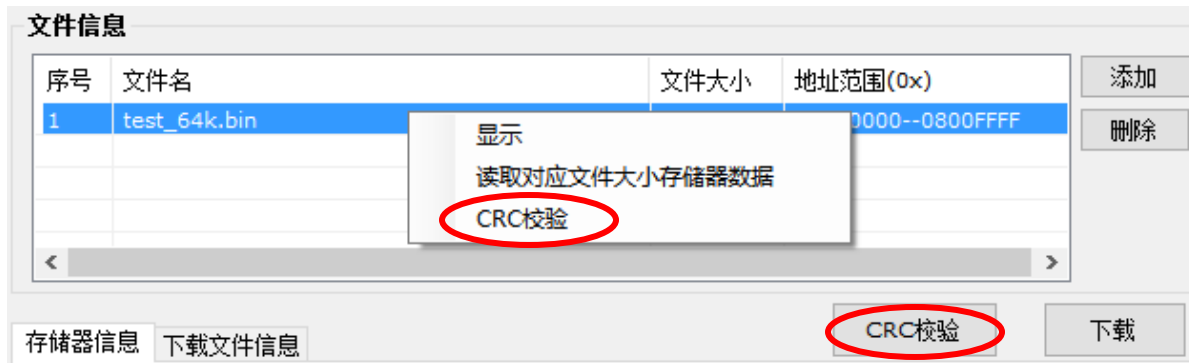 文件信息
序号 文件名 文件大小 地址范围(0x) 添加
1 test_64k.bin 0000--0800FFFF 删除
显示
读取对应文件大小存储器数据
CRC校验
CRC校验 下载
存储器信息 下载文件信息